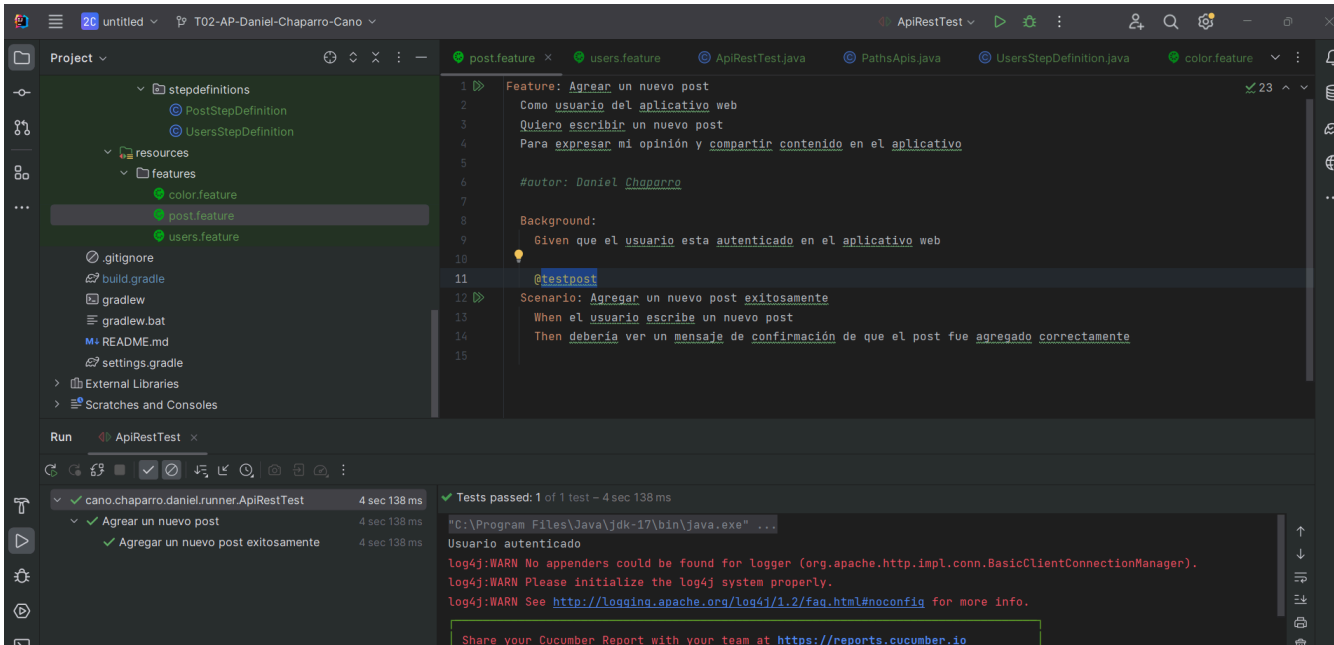 2C untitled
T02-AP-Daniel-Chaparro-Cano
ApiRestTest
Project
stepdefinitions
PostStepDefinition
UsersStepDefinition
resources
features
color.feature
post.feature
users.feature
.gitignore
build.gradle
gradlew
gradlew.bat
README.md
settings.gradle
External Libraries
Scratches and Consoles
post.feature
users.feature
ApiRestTest.java
PathsApis.java
UsersStepDefinition.java
color.feature
23
1 Feature: Agrear un nuevo post
2 Como usuario del aplicativo web
3 Quiero escribir un nuevo post
4 Para expresar mi opinión y compartir contenido en el aplicativo
5
6 #autor: Daniel Chaparro
7
8 Background:
9 Given que el usuario esta autenticado en el aplicativo web
10
11 @testpost
12 Scenario: Agregar un nuevo post exitosamente
13 When el usuario escribe un nuevo post
14 Then debería ver un mensaje de confirmación de que el post fue agregado correctamente
15
Run ApiRestTest
cano.chaparro.daniel.runner.ApiRestTest 4 sec 138 ms
Agrear un nuevo post 4 sec 138 ms
Agregar un nuevo post exitosamente 4 sec 138 ms
Tests passed: 1 of 1 test – 4 sec 138 ms
"C:\Program Files\Java\jdk-17\bin\java.exe" ...
Usuario autenticado
log4j:WARN No appenders could be found for logger (org.apache.http.impl.conn.BasicClientConnectionManager).
log4j:WARN Please initialize the log4j system properly.
log4j:WARN See http://logging.apache.org/log4j/1.2/faq.html#noconfig for more info.
Share your Cucumber Report with your team at https://reports.cucumber.io